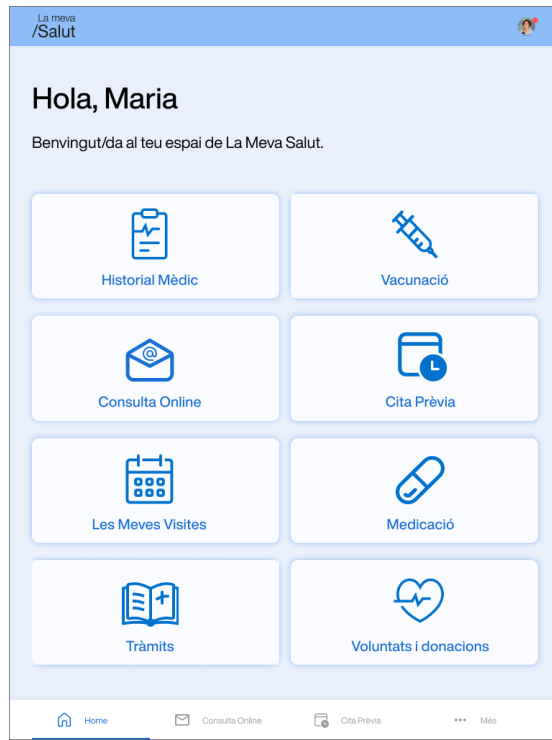 La meva
/Salut
Hola, Maria
Benvingut/da al teu espai de La Meva Salut.
Historial Mèdic
Vacunació
@
Consulta Online
Cita Prèvia
Les Meves Visites
Medicació
Tràmits
Voluntats i donacions
Home
Consulta Online
Cita Prèvia
Més